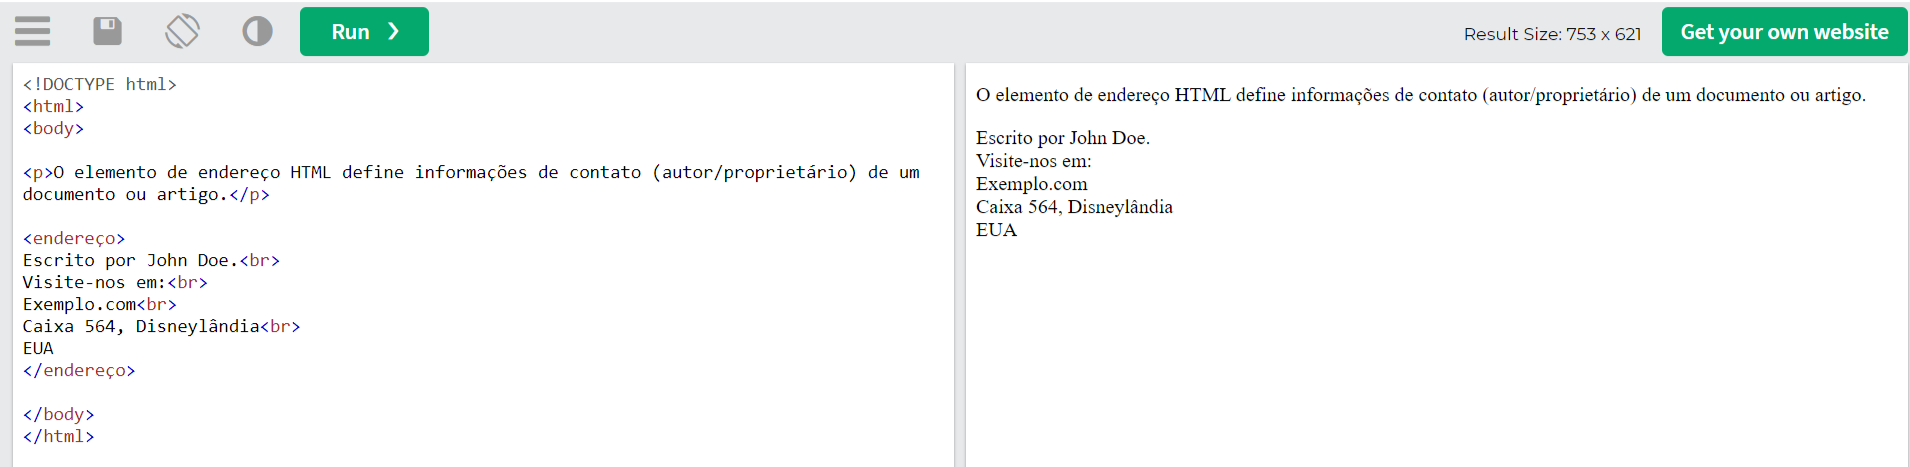 Run ❯
Result Size: 753 x 621
Get your own website
<!DOCTYPE html>
<html>
<body>
<p>O elemento de endereço HTML define informações de contato (autor/proprietário) de um
documento ou artigo.</p>
<endereço>
Escrito por John Doe.<br>
Visite-nos em:<br>
Exemplo.com<br>
Caixa 564, Disneylândia<br>
EUA
</endereço>
</body>
</html>
O elemento de endereço HTML define informações de contato (autor/proprietário) de um documento ou artigo.
Escrito por John Doe.
Visite-nos em:
Exemplo.com
Caixa 564, Disneylândia
EUA